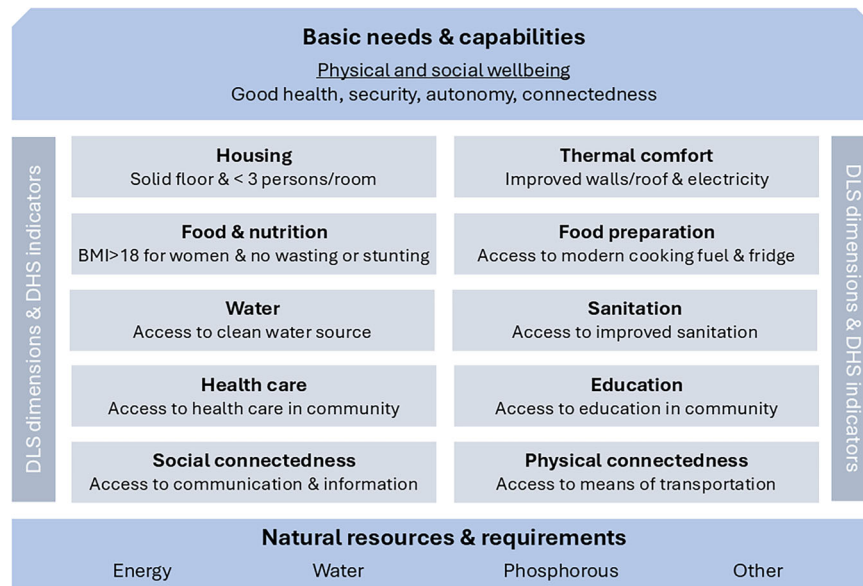 Basic needs & capabilities
Physical and social wellbeing
Good health, security, autonomy, connectedness
DLS dimensions & DHS indicators
Housing
Solid floor & < 3 persons/room
Thermal comfort
Improved walls/roof & electricity
Food & nutrition
BMI>18 for women & no wasting or stunting
Food preparation
Access to modern cooking fuel & fridge
Water
Access to clean water source
Sanitation
Access to improved sanitation
Health care
Access to health care in community
Education
Access to education in community
Social connectedness
Access to communication & information
Physical connectedness
Access to means of transportation
DLS dimensions & DHS indicators
Natural resources & requirements
Energy Water Phosphorous Other